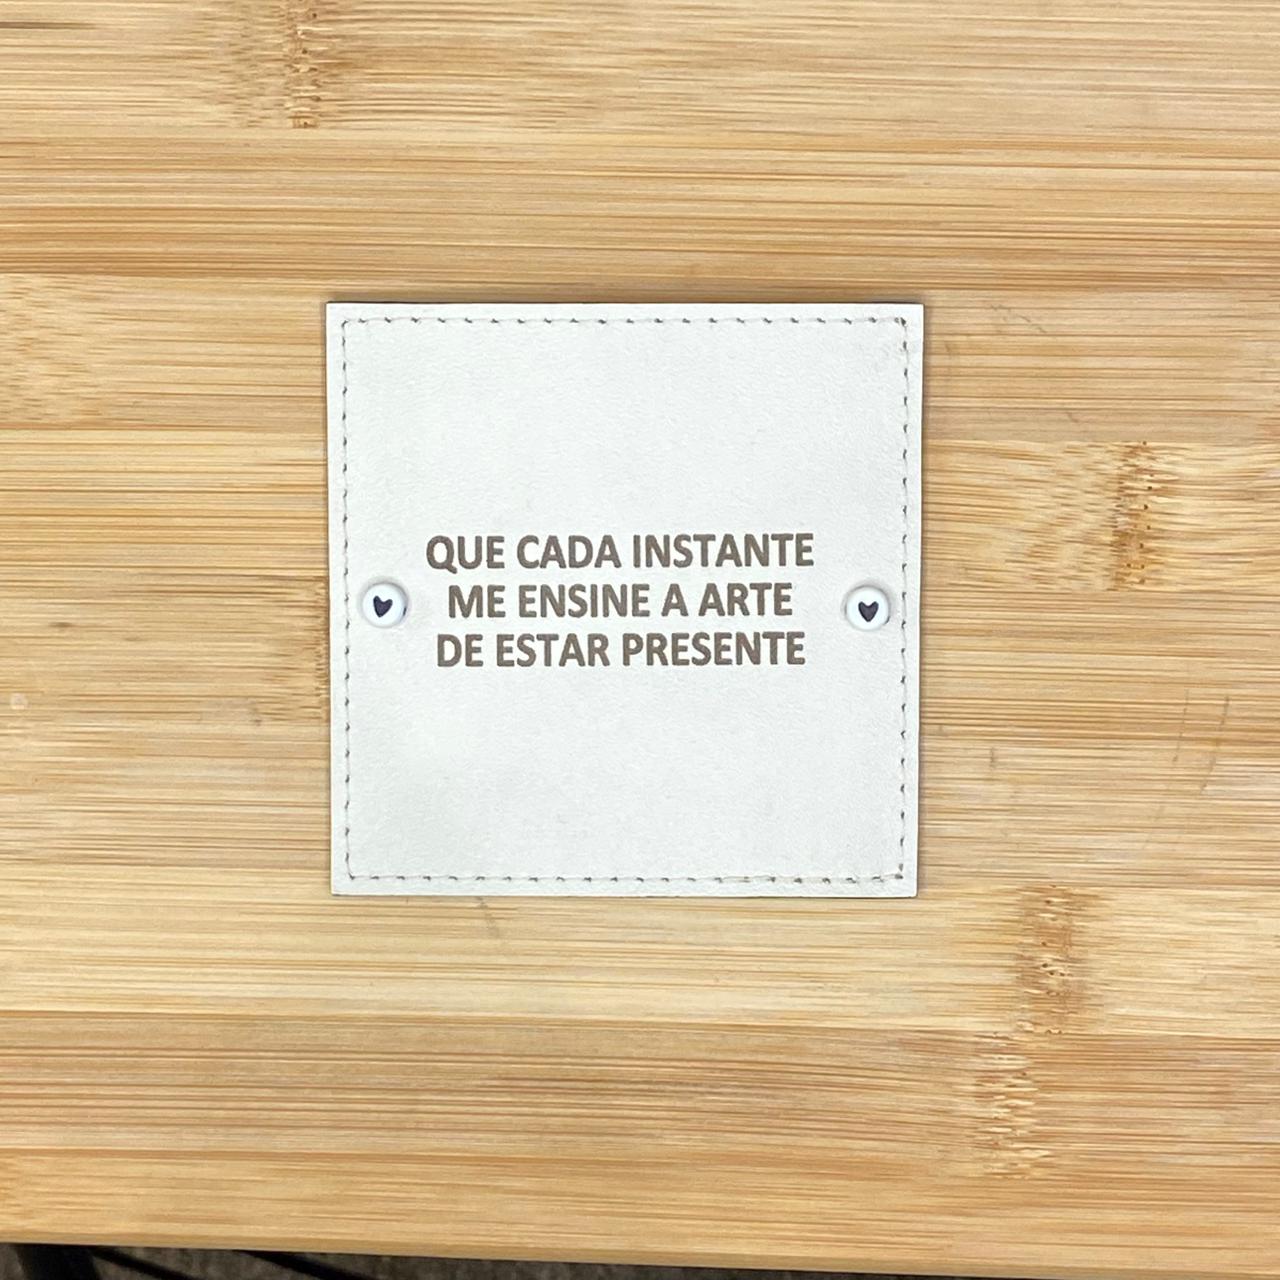 QUE CADA INSTANTE
ME ENSINE A ARTE
DE ESTAR PRESENTE